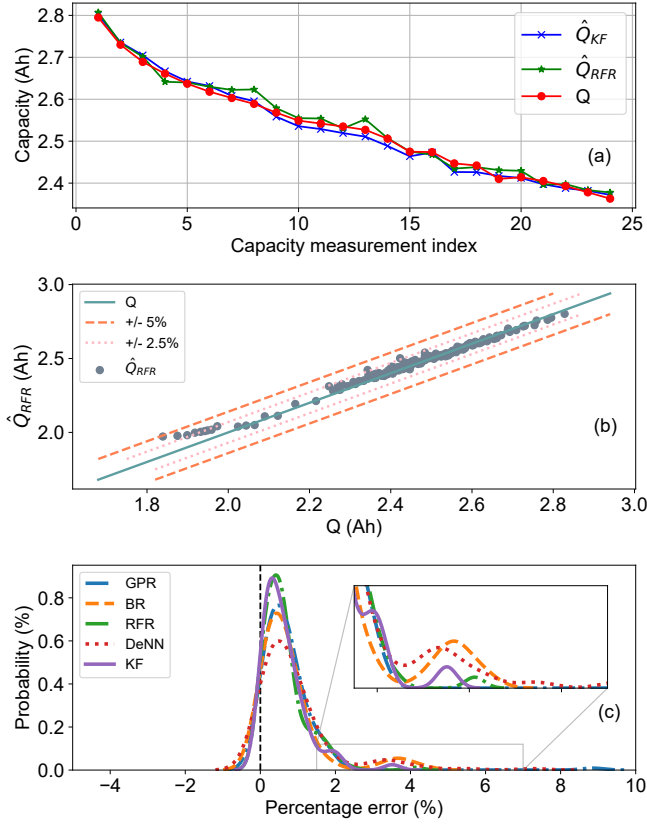 2.8
2.7
2.6
2.5
2.4
Capacity (Ah)
Q̂_KF
Q̂_RFR
Q
(a)
0 5 10 15 20 25
Capacity measurement index
3.0
2.5
2.0
Q̂_RFR (Ah)
Q
+/- 5%
+/- 2.5%
Q̂_RFR
(b)
1.8 2.0 2.2 2.4 2.6 2.8 3.0
Q (Ah)
0.8
0.6
0.4
0.2
0.0
Probability (%)
GPR
BR
RFR
DeNN
KF
(c)
−4 −2 0 2 4 6 8 10
Percentage error (%)